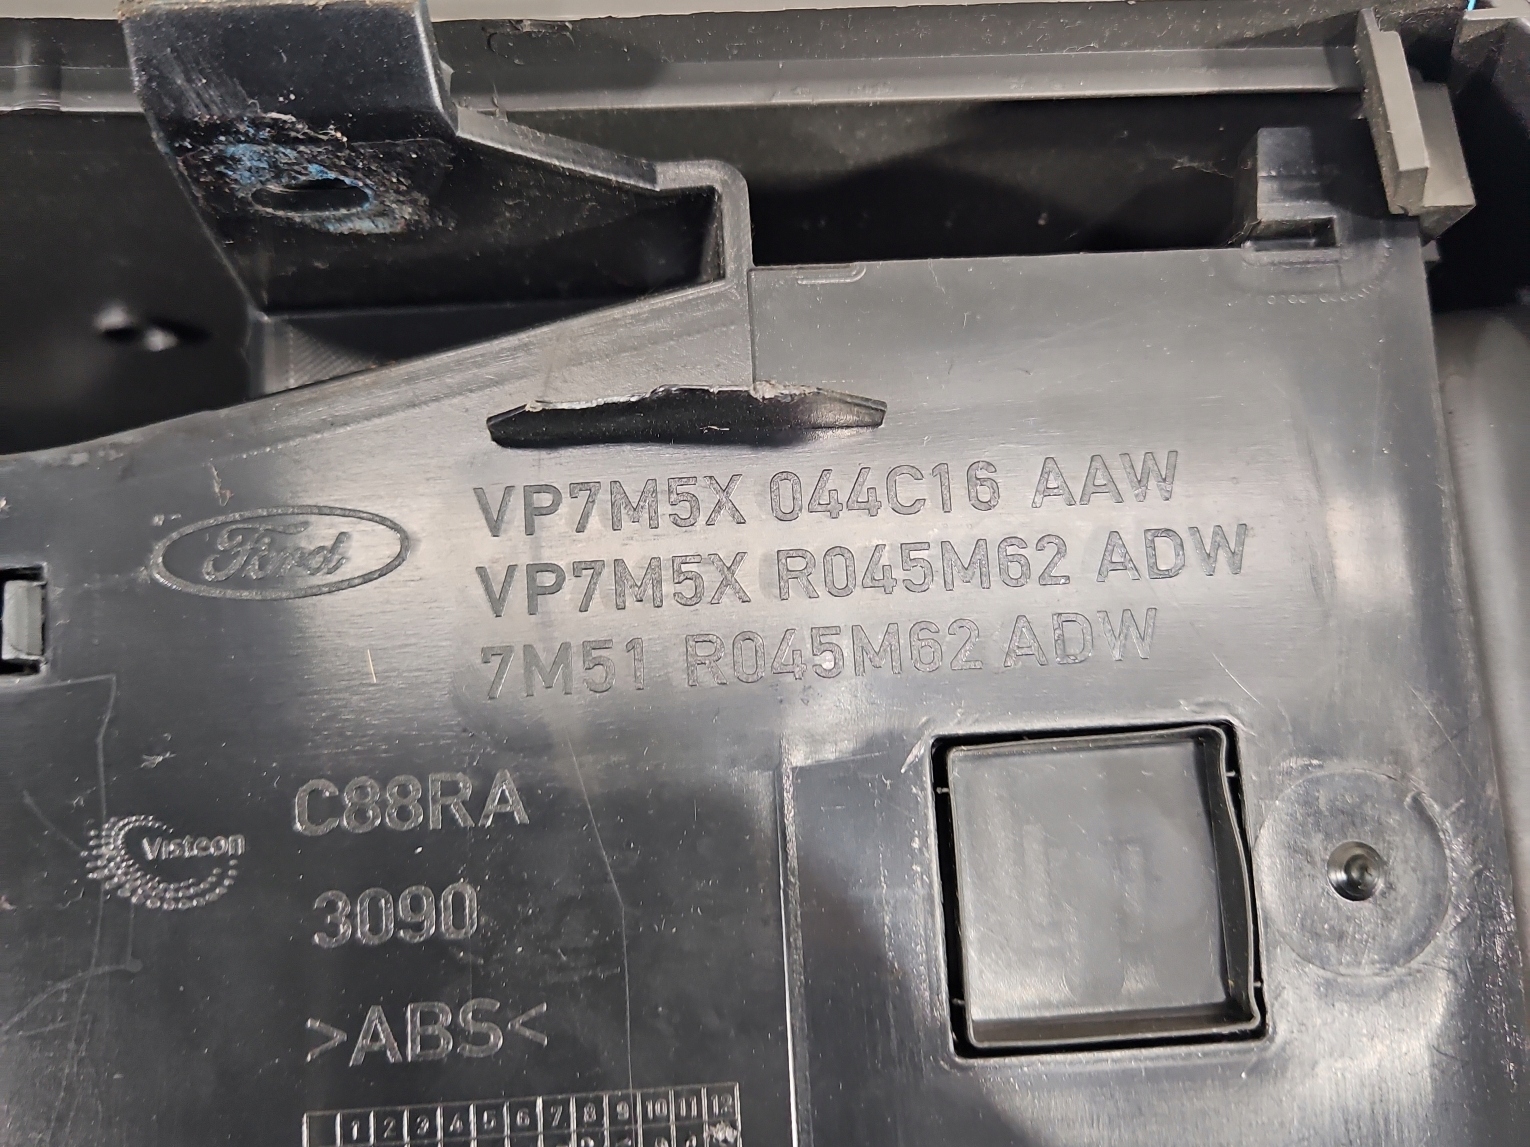 VP7M5X 044C16 AAW
Ford
VP7M5X R045M62 ADW
7M51 R045M62 ADW
C88RA
Visteon
3090
>ABS<
1 2 3 4 5 6 7 8 9 10 11 12